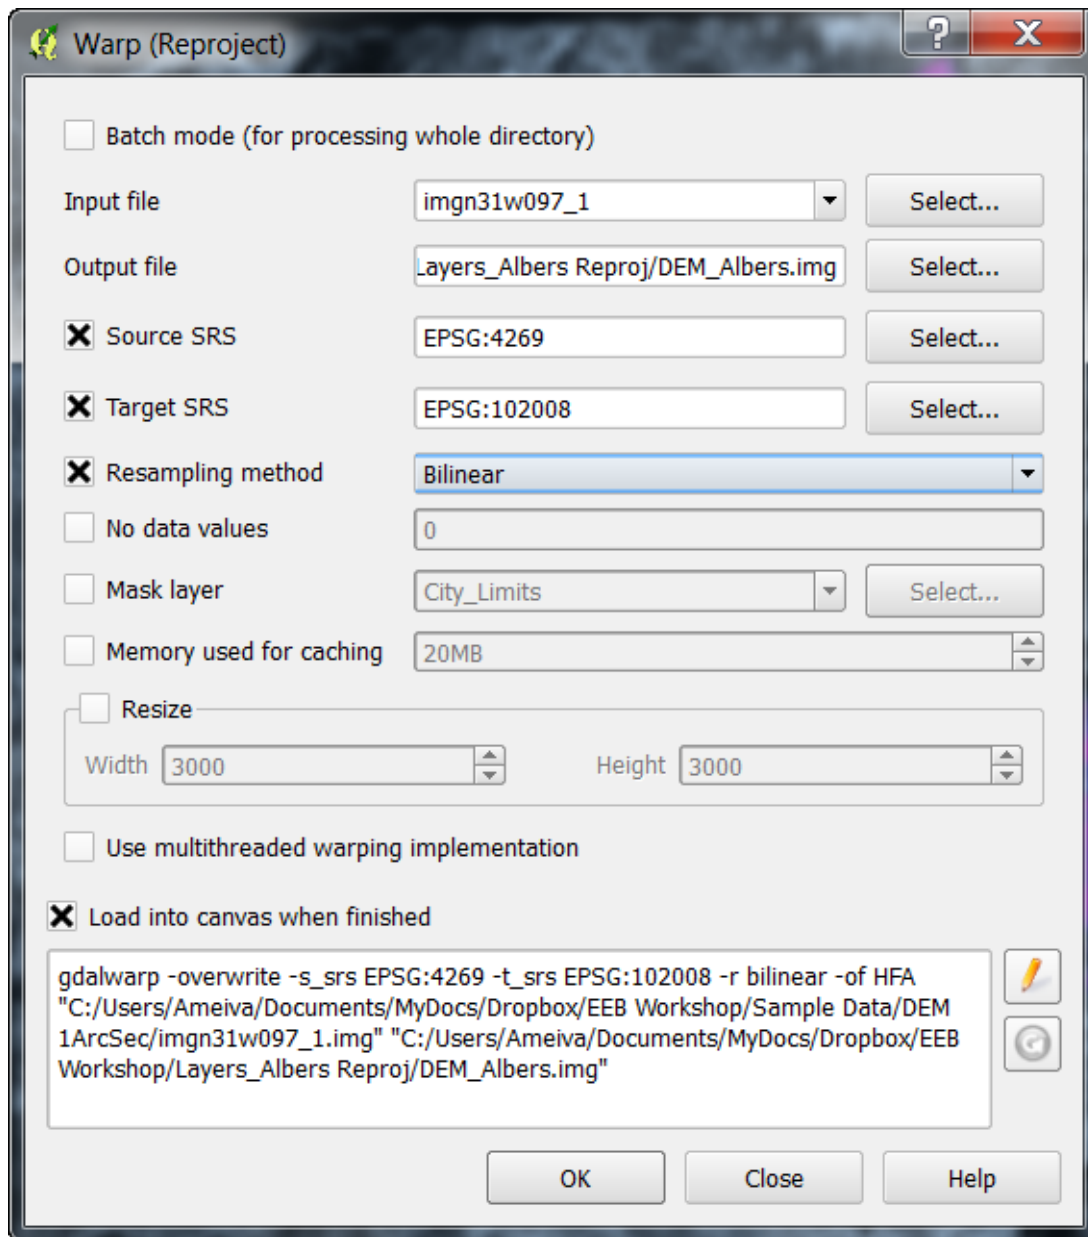 Warp (Reproject)
Batch mode (for processing whole directory)
Input file imgn31w097_1 Select...
Output file Layers_Albers Reproj/DEM_Albers.img Select...
Source SRS EPSG:4269 Select...
Target SRS EPSG:102008 Select...
Resampling method Bilinear
No data values 0
Mask layer City_Limits Select...
Memory used for caching 20MB
Resize
Width 3000 Height 3000
Use multithreaded warping implementation
Load into canvas when finished
gdalwarp -overwrite -s_srs EPSG:4269 -t_srs EPSG:102008 -r bilinear -of HFA
"C:/Users/Ameiva/Documents/MyDocs/Dropbox/EEB Workshop/Sample Data/DEM
1ArcSec/imgn31w097_1.img" "C:/Users/Ameiva/Documents/MyDocs/Dropbox/EEB
Workshop/Layers_Albers Reproj/DEM_Albers.img"
OK Close Help